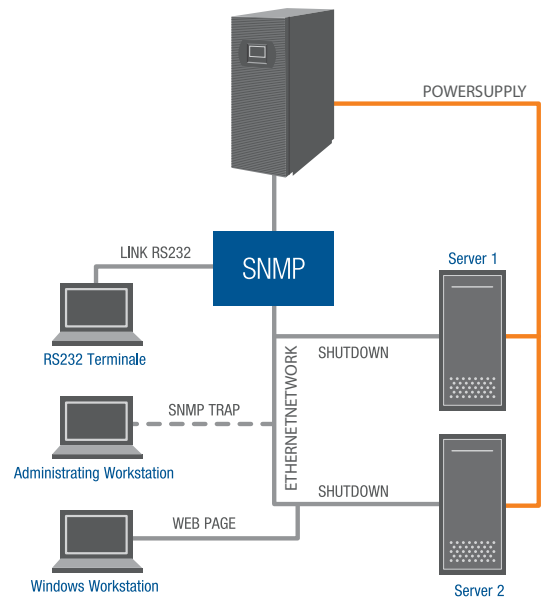 POWERSUPPLY
LINK RS232
SNMP
Server 1
RS232 Terminale
SHUTDOWN
ETHERNETNETWORK
SNMP TRAP
Administrating Workstation
SHUTDOWN
WEB PAGE
Windows Workstation
Server 2